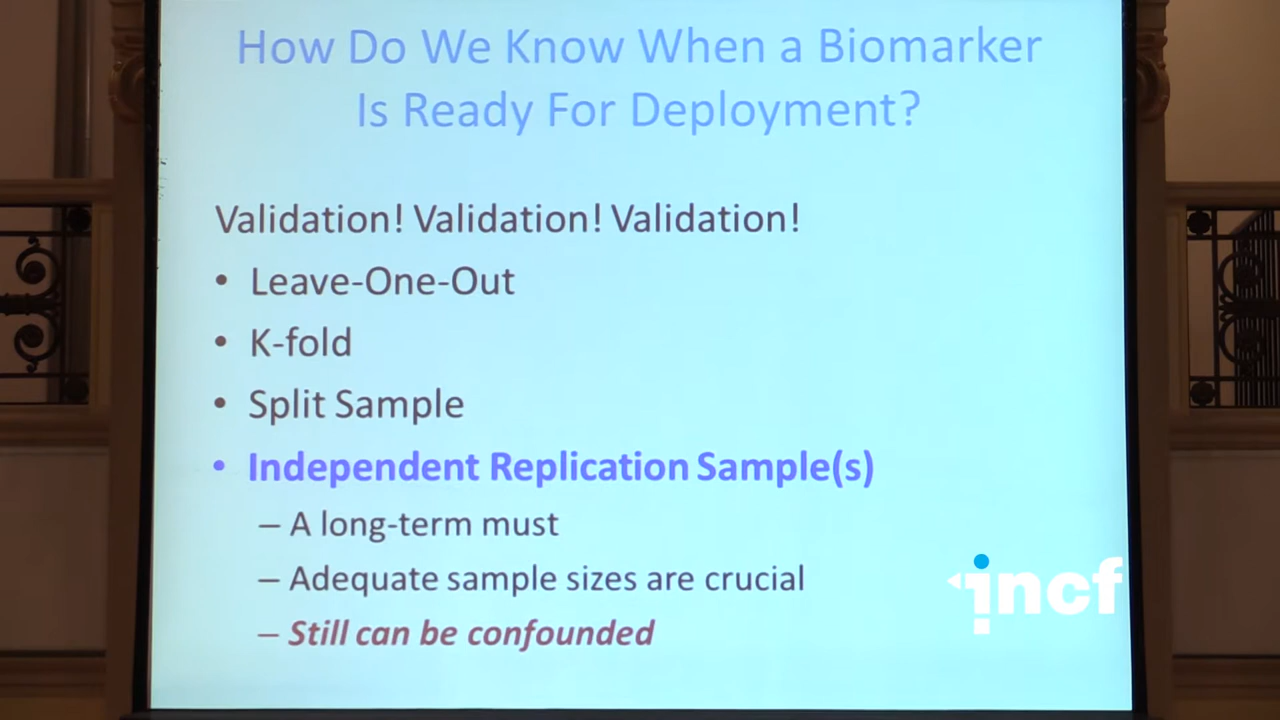 How Do We Know When a Biomarker
Is Ready For Deployment?
Validation! Validation! Validation!
• Leave-One-Out
• K-fold
• Split Sample
• Independent Replication Sample(s)
– A long-term must
– Adequate sample sizes are crucial
– Still can be confounded
incf